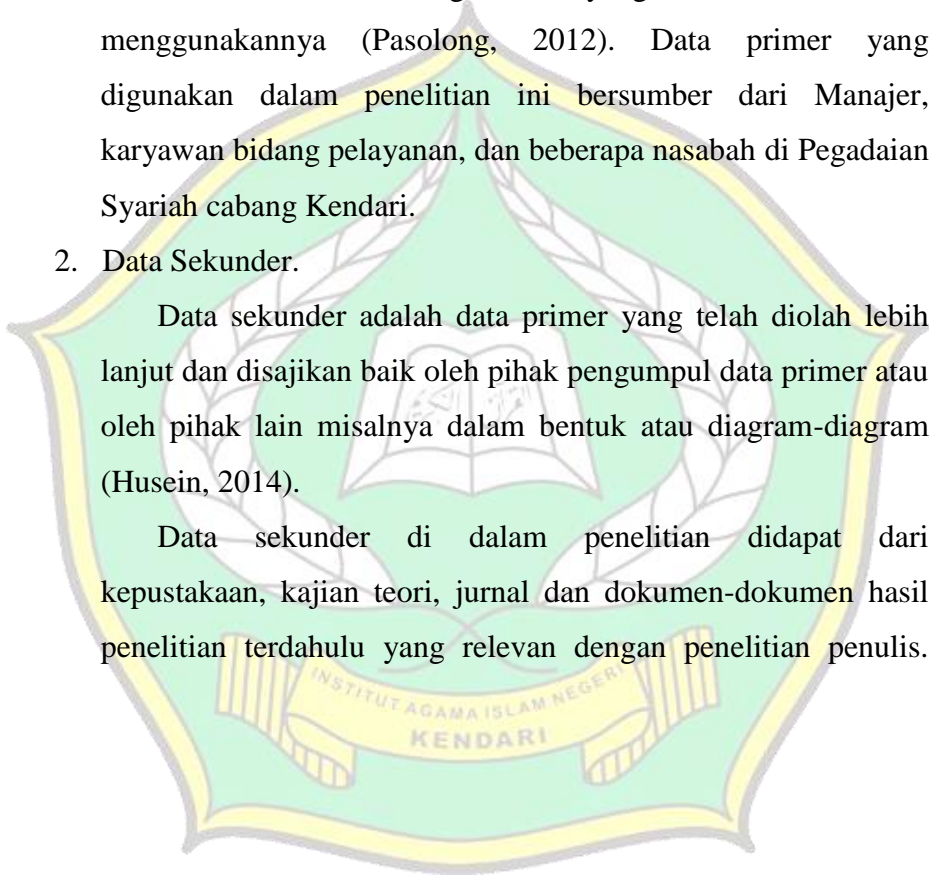 menggunakannya (Pasolong, 2012). Data primer yang
digunakan dalam penelitian ini bersumber dari Manajer,
karyawan bidang pelayanan, dan beberapa nasabah di Pegadaian
Syariah cabang Kendari.
2. Data Sekunder.
Data sekunder adalah data primer yang telah diolah lebih
lanjut dan disajikan baik oleh pihak pengumpul data primer atau
oleh pihak lain misalnya dalam bentuk atau diagram-diagram
(Husein, 2014).
Data sekunder di dalam penelitian didapat dari
kepustakaan, kajian teori, jurnal dan dokumen-dokumen hasil
penelitian terdahulu yang relevan dengan penelitian penulis.
INSTITUT AGAMA ISLAM NEGERI
KENDARI